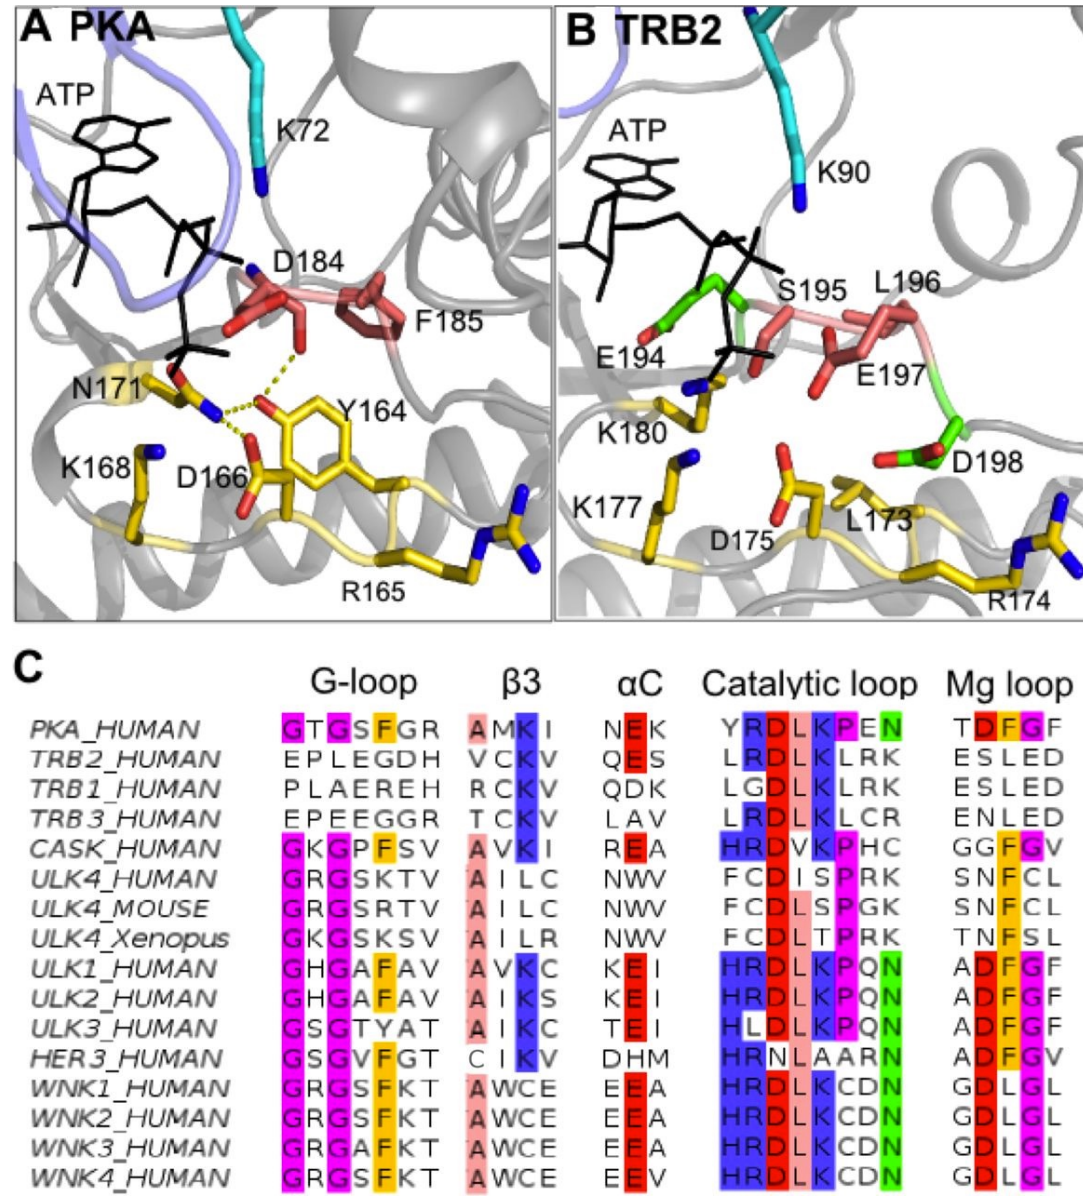 A PKA
ATP
K72
D184
F185
N171
Y164
K168
D166
R165
B TRB2
ATP
K90
S195
L196
E194
E197
K180
D198
K177
L173
D175
R174
C
G-loop β3 αC Catalytic loop Mg loop
PKA_HUMAN GTGSFGR AMKI NEK YRDLKPEN TDFGF
TRB2_HUMAN EPLEGDH VCKV QES LRDLKLRK ESLED
TRB1_HUMAN PLAEREH RCKV QDK LGDLKLRK ESLED
TRB3_HUMAN EPEEGGR TCKV LAV LRDLKLCR ENLED
CASK_HUMAN GKGPFSV AVKI REA HRDVKPHC GGFGV
ULK4_HUMAN GRGSKTV AILC NWV FCDISPRK SNFCL
ULK4_MOUSE GRGSRTV AILC NWV FCDLSPGK SNFCL
ULK4_Xenopus GKGSKSV AILR NWV FCDLTPRK TNFSL
ULK1_HUMAN GHGAFAV AVKC KEI HRDLKPQN ADFGF
ULK2_HUMAN GHGAFAV AIKS KEI HRDLKPQN ADFGF
ULK3_HUMAN GSGTYAT AIKC TEI HLDLKPQN ADFGF
HER3_HUMAN GSGVFGT CIKV DHM HRNLAARN ADFGV
WNK1_HUMAN GRGSFKT AWCE EEA HRDLKCDN GDLGL
WNK2_HUMAN GRGSFKT AWCE EEA HRDLKCDN GDLGL
WNK3_HUMAN GRGAFKT AWCE EEA HRDLKCDN GDLGL
WNK4_HUMAN GRGSFKT AWCE EEV HRDLKCDN GDLGL